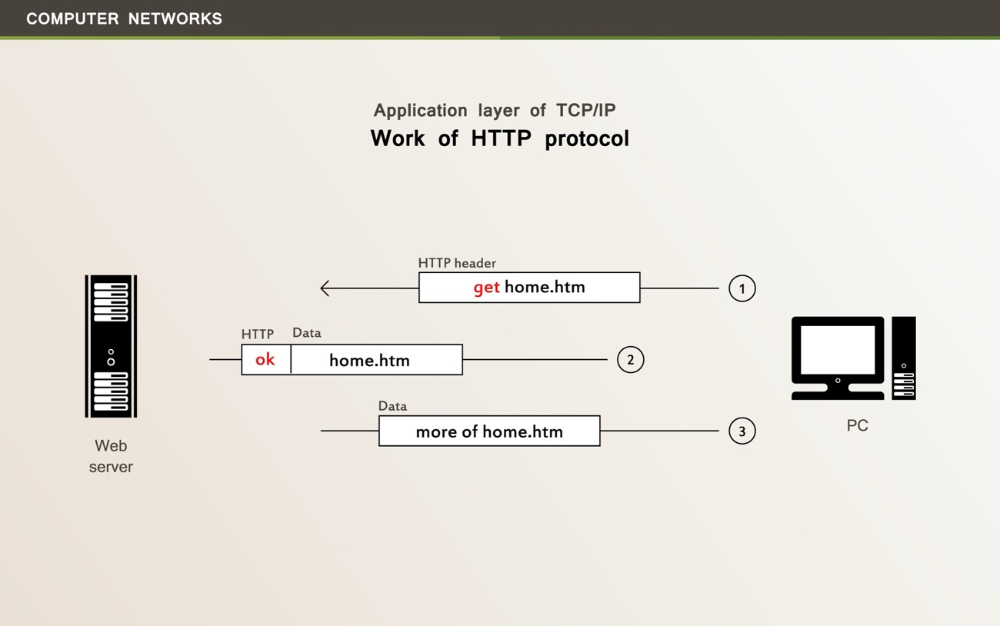 COMPUTER NETWORKS
Application layer of TCP/IP
Work of HTTP protocol
HTTP header
get home.htm
1
HTTP Data
ok home.htm
2
Data
more of home.htm
3
Web
server
PC